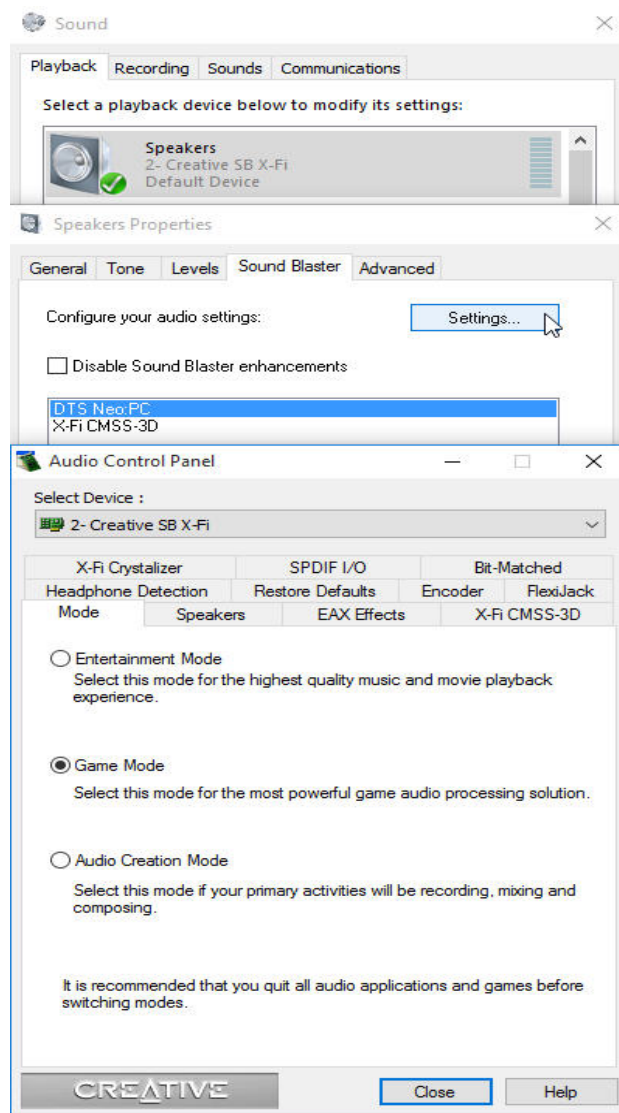 Sound
Playback Recording Sounds Communications
Select a playback device below to modify its settings:
Speakers
2- Creative SB X-Fi
Default Device
Speakers Properties
General Tone Levels Sound Blaster Advanced
Configure your audio settings: Settings...
Disable Sound Blaster enhancements
DTS Neo:PC
X-Fi CMSS-3D
Audio Control Panel
Select Device :
2- Creative SB X-Fi
X-Fi Crystalizer SPDIF I/O Bit-Matched
Headphone Detection Restore Defaults Encoder FlexiJack
Mode Speakers EAX Effects X-Fi CMSS-3D
Entertainment Mode
Select this mode for the highest quality music and movie playback
experience.
Game Mode
Select this mode for the most powerful game audio processing solution.
Audio Creation Mode
Select this mode if your primary activities will be recording, mixing and
composing.
It is recommended that you quit all audio applications and games before
switching modes.
CREATIVE Close Help